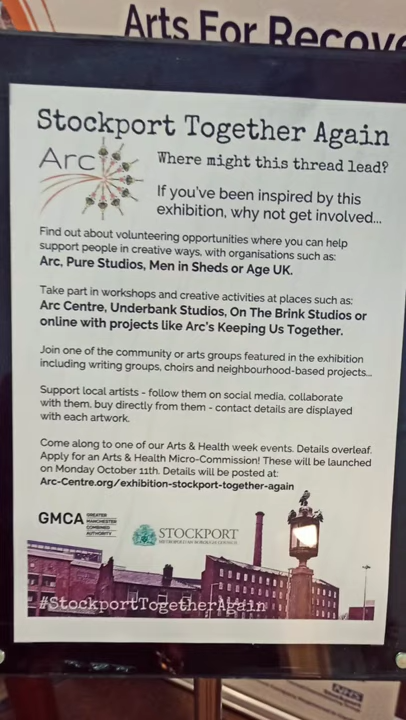 Arts For Recove
Stockport Together Again
Arc
Where might this thread lead?
If you've been inspired by this
exhibition, why not get involved...
Find out about volunteering opportunities where you can help
support people in creative ways, with organisations such as:
Arc, Pure Studios, Men in Sheds or Age UK.
Take part in workshops and creative activities at places such as:
Arc Centre, Underbank Studios, On The Brink Studios or
online with projects like Arc's Keeping Us Together.
Join one of the community or arts groups featured in the exhibition
including writing groups, choirs and neighbourhood-based projects...
Support local artists - follow them on social media, collaborate
with them, buy directly from them - contact details are displayed
with each artwork.
Come along to one of our Arts & Health week events. Details overleaf.
Apply for an Arts & Health Micro-Commission! These will be launched
on Monday October 11th. Details will be posted at:
Arc-Centre.org/exhibition-stockport-together-again
GMCA
GREATER
MANCHESTER
COMBINED
AUTHORITY
STOCKPORT
METROPOLITAN BOROUGH COUNCIL
#StockportTogetherAgain
NHS